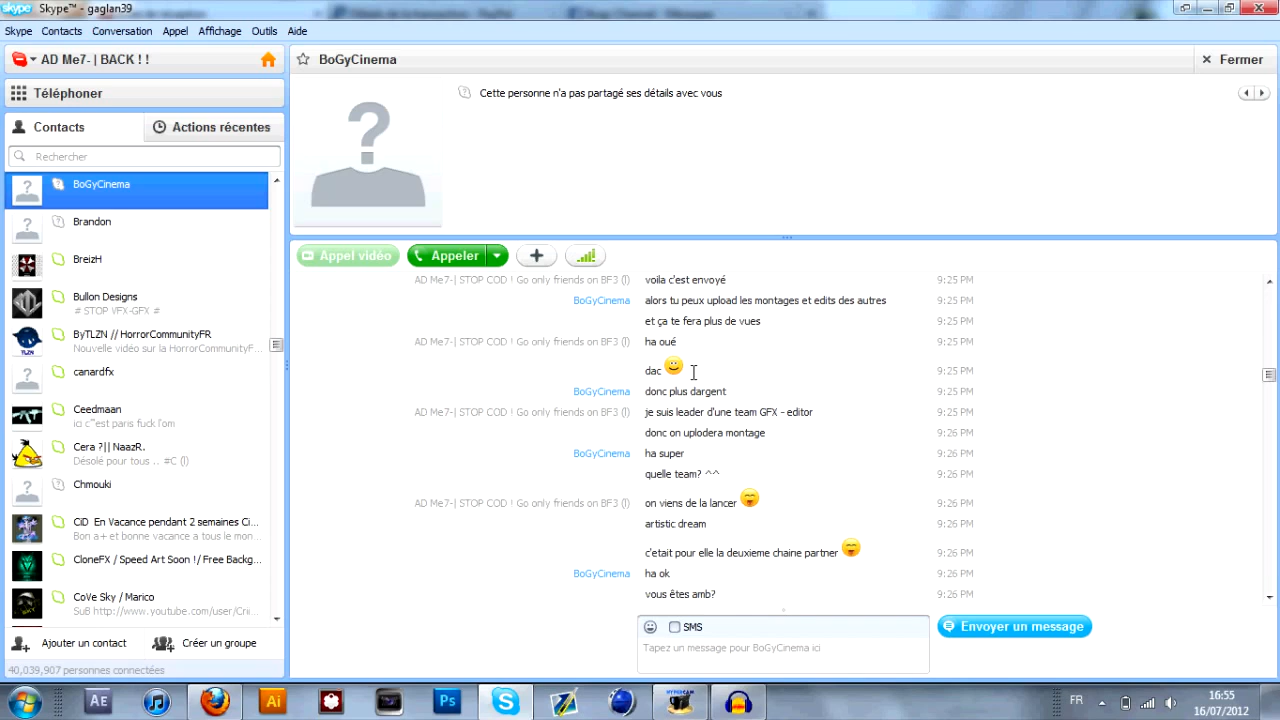 Skype™ - gaglan39
Skype Contacts Conversation Appel Affichage Outils Aide
AD Me7- | BACK ! !
Téléphoner
Contacts
Actions récentes
Rechercher
BoGyCinema
Brandon
BreizH
Bullon Designs
# STOP VFX-GFX #
ByTLZN // HorrorCommunityFR
Nouvelle vidéo sur la HorrorCommunityF...
canardfx
Ceedmaan
ici c"est paris fuck l'om
Cera ?|| NaazR.
Désolé pour tous .. #C (l)
Chmouki
CiD En Vacance pendant 2 semaines Ci...
Bon a+ et bonne vacance a tous le mon...
CloneFX / Speed Art Soon !/ Free Backg...
CoVe Sky / Marico
SuB http://www.youtube.com/user/Crii...
Ajouter un contact
Créer un groupe
40,039,907 personnes connectées
BoGyCinema
Fermer
Cette personne n'a pas partagé ses détails avec vous
Appel vidéo
Appeler
AD Me7-| STOP COD ! Go only friends on BF3 (l) voila c'est envoyé 9:25 PM
BoGyCinema alors tu peux upload les montages et edits des autres 9:25 PM
et ça te fera plus de vues 9:25 PM
AD Me7-| STOP COD ! Go only friends on BF3 (l) ha oué 9:25 PM
dac 9:25 PM
BoGyCinema donc plus dargent 9:25 PM
AD Me7-| STOP COD ! Go only friends on BF3 (l) je suis leader d'une team GFX - editor 9:25 PM
donc on uplodera montage 9:26 PM
BoGyCinema ha super 9:26 PM
quelle team? ^^ 9:26 PM
AD Me7-| STOP COD ! Go only friends on BF3 (l) on viens de la lancer 9:26 PM
artistic dream 9:26 PM
c'etait pour elle la deuxieme chaine partner 9:26 PM
BoGyCinema ha ok 9:26 PM
vous êtes amb? 9:26 PM
SMS
Envoyer un message
Tapez un message pour BoGyCinema ici
Ae
Ai
Ps
HYPERCAM
FR
16:55
16/07/2012